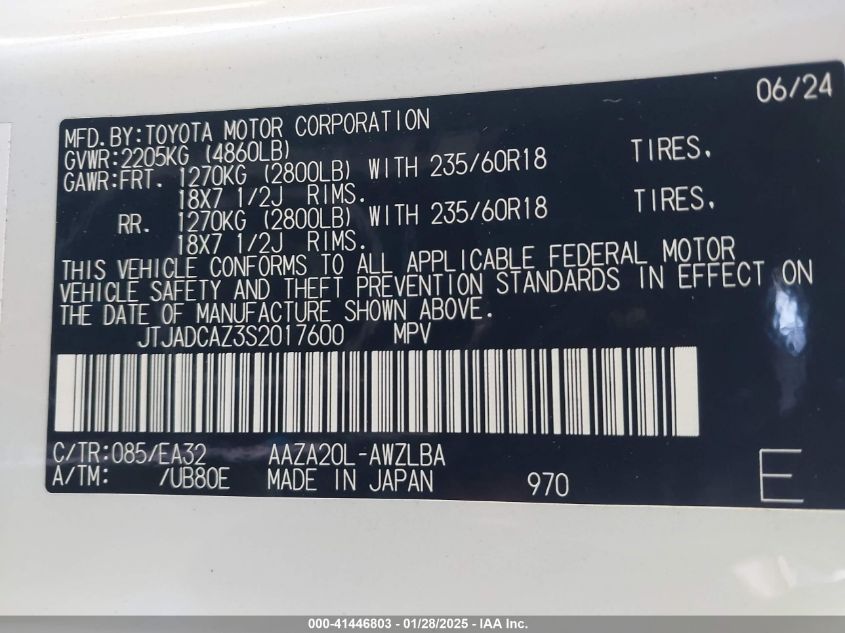 06/24
MFD.BY:TOYOTA MOTOR CORPORATION
GVWR:2205KG (4860LB)
GAWR:FRT. 1270KG (2800LB) WITH 235/60R18 TIRES.
18X7 1/2J RIMS.
RR. 1270KG (2800LB) WITH 235/60R18 TIRES.
18X7 1/2J RIMS.
THIS VEHICLE CONFORMS TO ALL APPLICABLE FEDERAL MOTOR
VEHICLE SAFETY AND THEFT PREVENTION STANDARDS IN EFFECT ON
THE DATE OF MANUFACTURE SHOWN ABOVE.
JTJADCAZ3S2017600 MPV
C/TR:085/EA32 AAZA20L-AWZLBA
A/TM: /UB80E MADE IN JAPAN 970 E
000-41446803 - 01/28/2025 - IAA Inc.